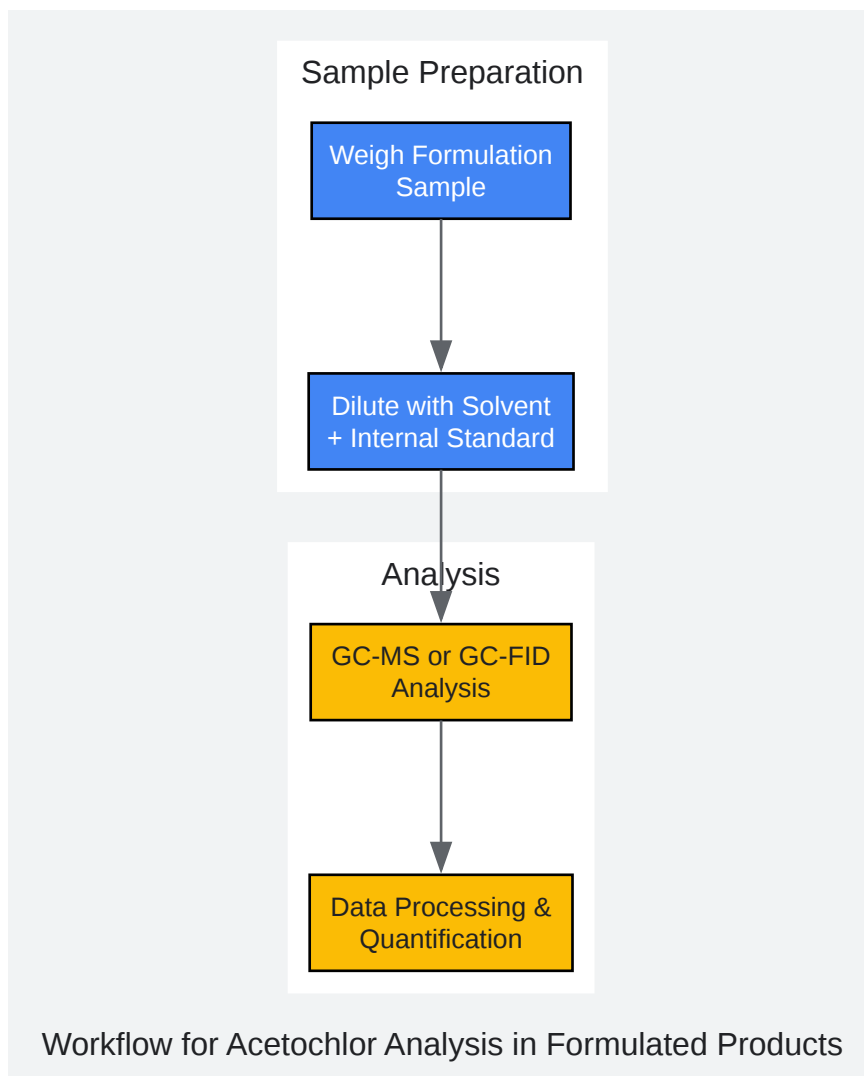 Sample Preparation
Weigh Formulation
Sample
Dilute with Solvent
+ Internal Standard
Analysis
GC-MS or GC-FID
Analysis
Data Processing &
Quantification
Workflow for Acetochlor Analysis in Formulated Products